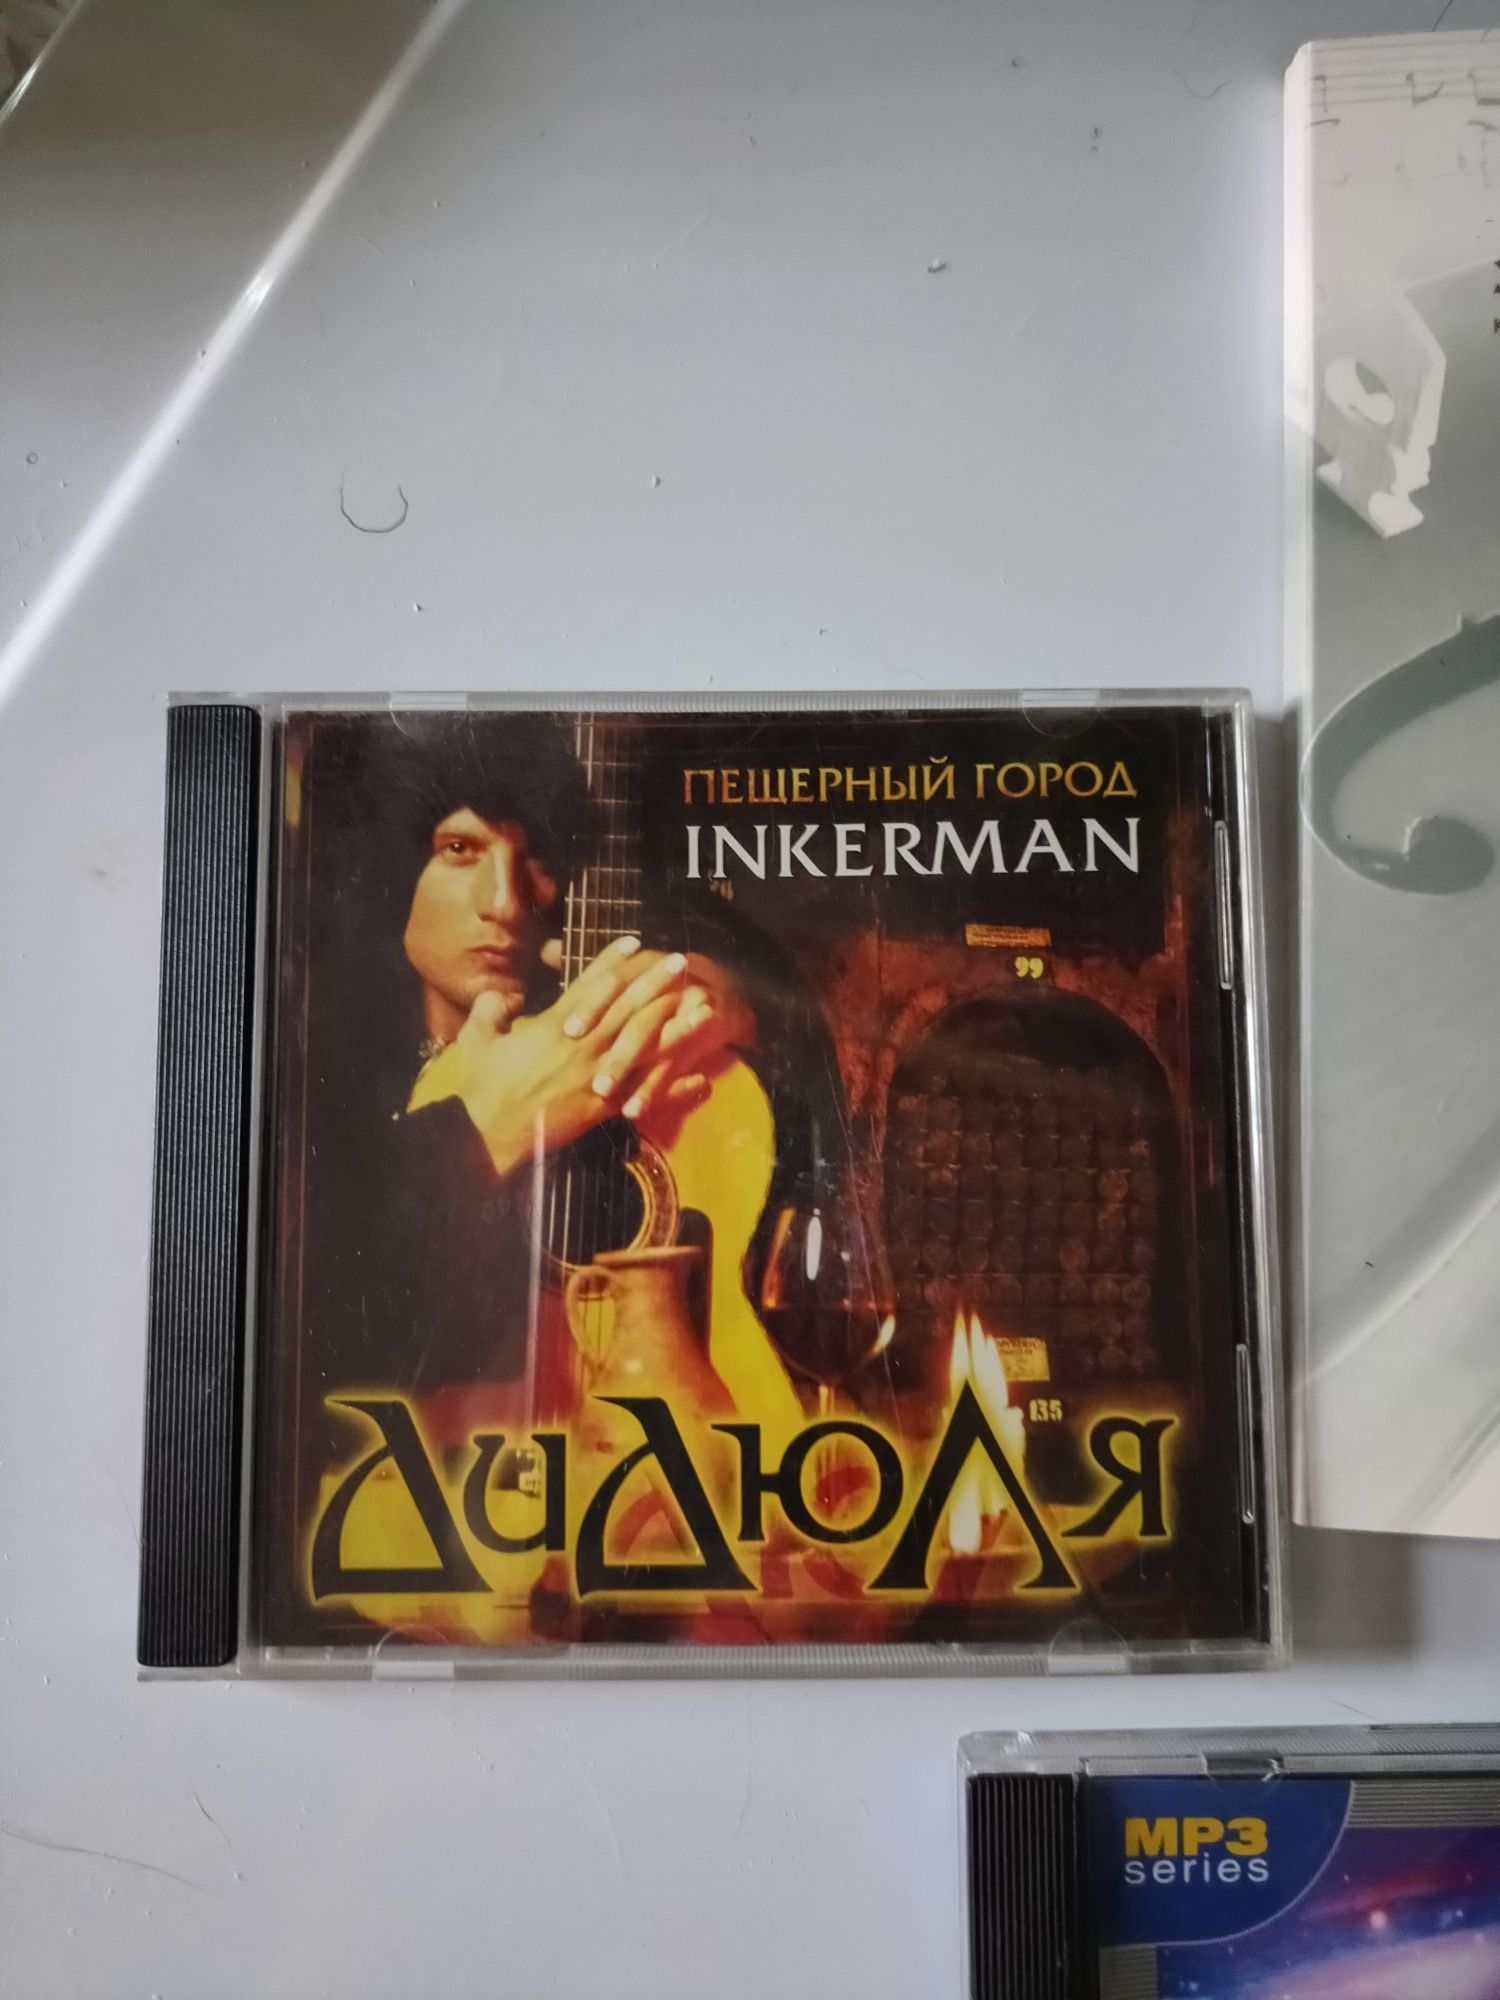 ПЕЩЕРНЫЙ ГОРОД
INKERMAN
99
135
ДИДЮЛЯ
MP3
series